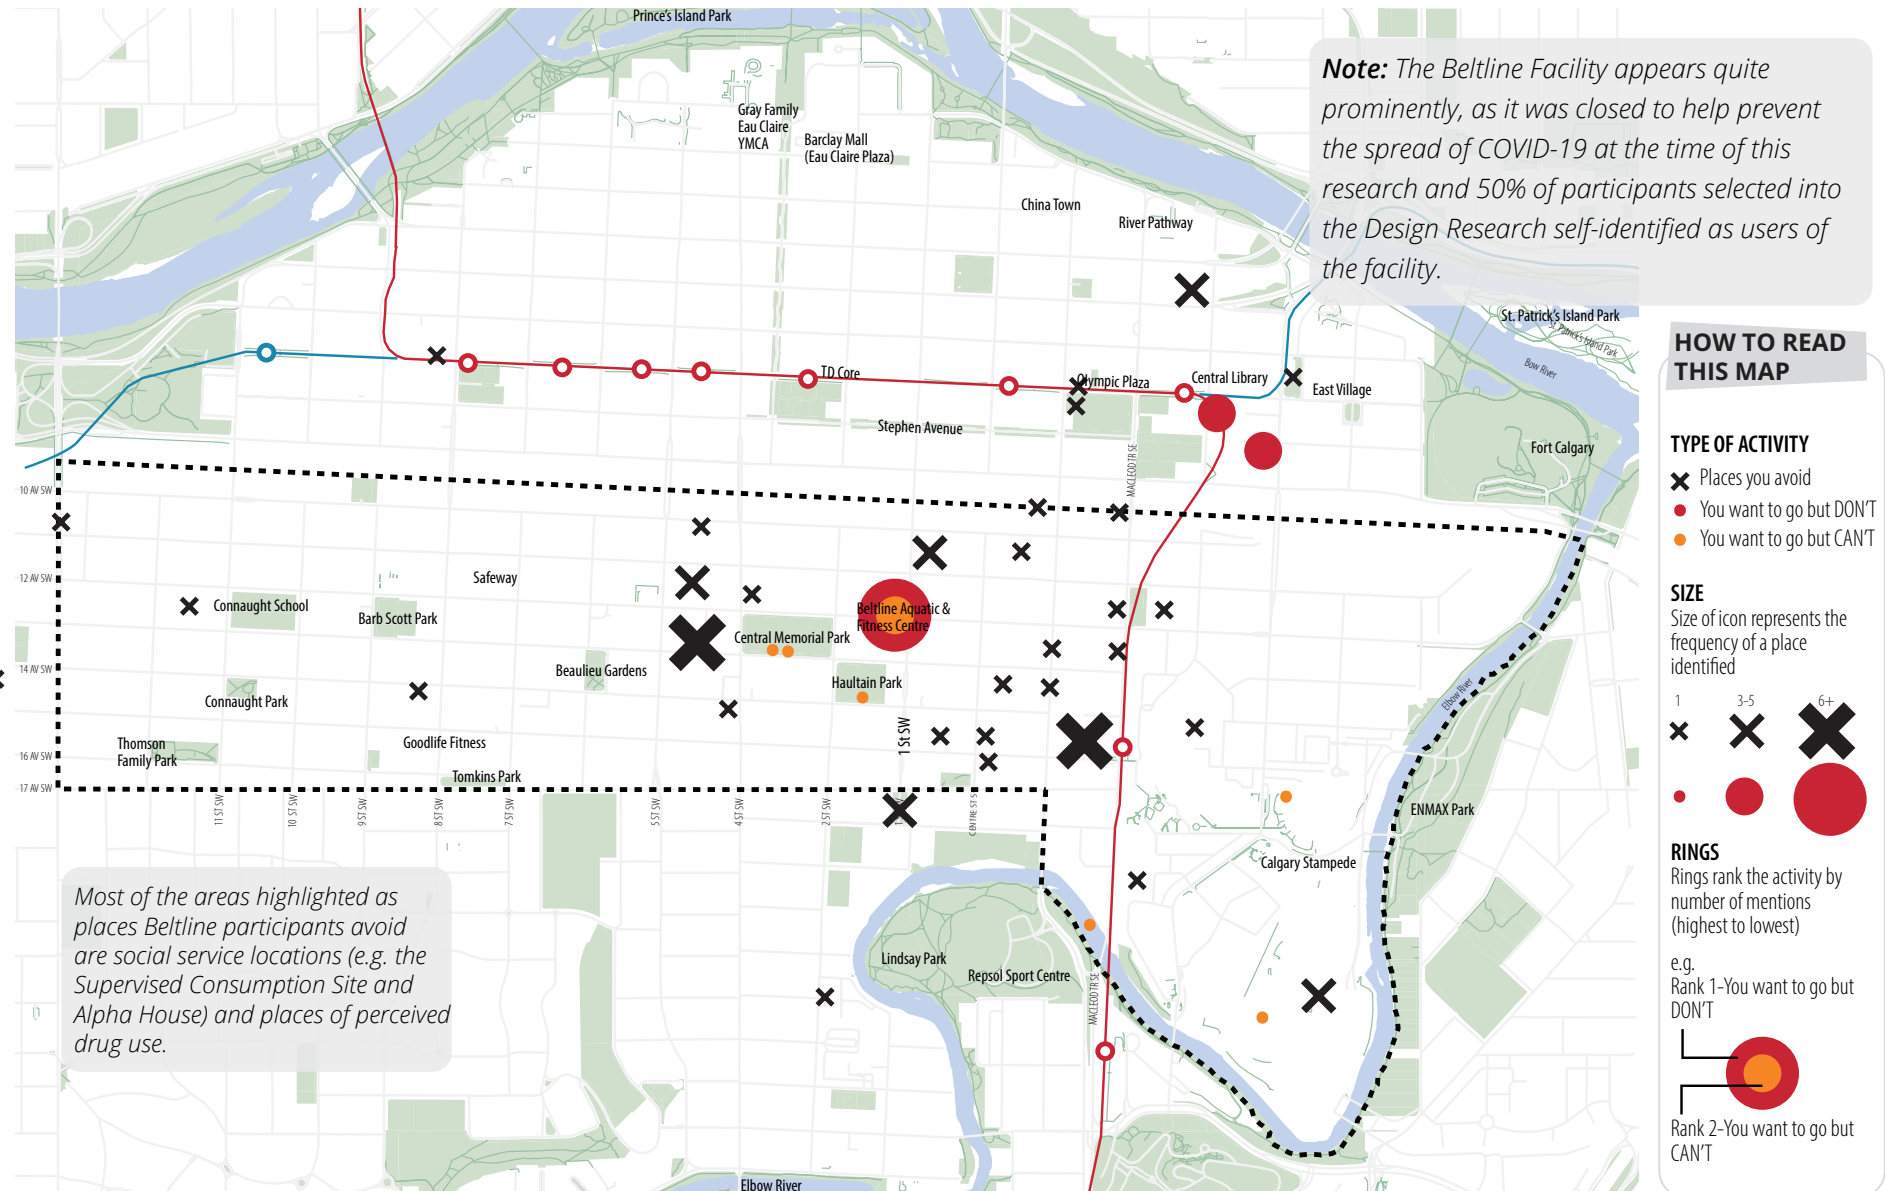 Prince's Island Park
Gray Family
Eau Claire
YMCA
Barclay Mall
(Eau Claire Plaza)
China Town
River Pathway
Note: The Beltline Facility appears quite
prominently, as it was closed to help prevent
the spread of COVID-19 at the time of this
research and 50% of participants selected into
the Design Research self-identified as users of
the facility.
St. Patrick's Island Park
St. Patrick's Island Park
Bow River
TD Core
Olympic Plaza
Central Library
East Village
Stephen Avenue
Fort Calgary
MACLEOD TR SE
10 AV SW
12 AV SW
14 AV SW
16 AV SW
17 AV SW
Safeway
Connaught School
Barb Scott Park
Beltline Aquatic &
Fitness Centre
Central Memorial Park
Beaulieu Gardens
Haultain Park
Connaught Park
Thomson
Family Park
Goodlife Fitness
Tomkins Park
1 St SW
Elbow River
11 ST SW
10 ST SW
9 ST SW
8 ST SW
7 ST SW
5 ST SW
4 ST SW
2 ST SW
CENTRE ST S
ENMAX Park
Calgary Stampede
Lindsay Park
Repsol Sport Centre
MACLEOD TR SE
Elbow River
Most of the areas highlighted as
places Beltline participants avoid
are social service locations (e.g. the
Supervised Consumption Site and
Alpha House) and places of perceived
drug use.
HOW TO READ
THIS MAP
TYPE OF ACTIVITY
Places you avoid
You want to go but DON'T
You want to go but CAN'T
SIZE
Size of icon represents the
frequency of a place
identified
1 3-5 6+
RINGS
Rings rank the activity by
number of mentions
(highest to lowest)
e.g.
Rank 1-You want to go but
DON'T
Rank 2-You want to go but
CAN'T